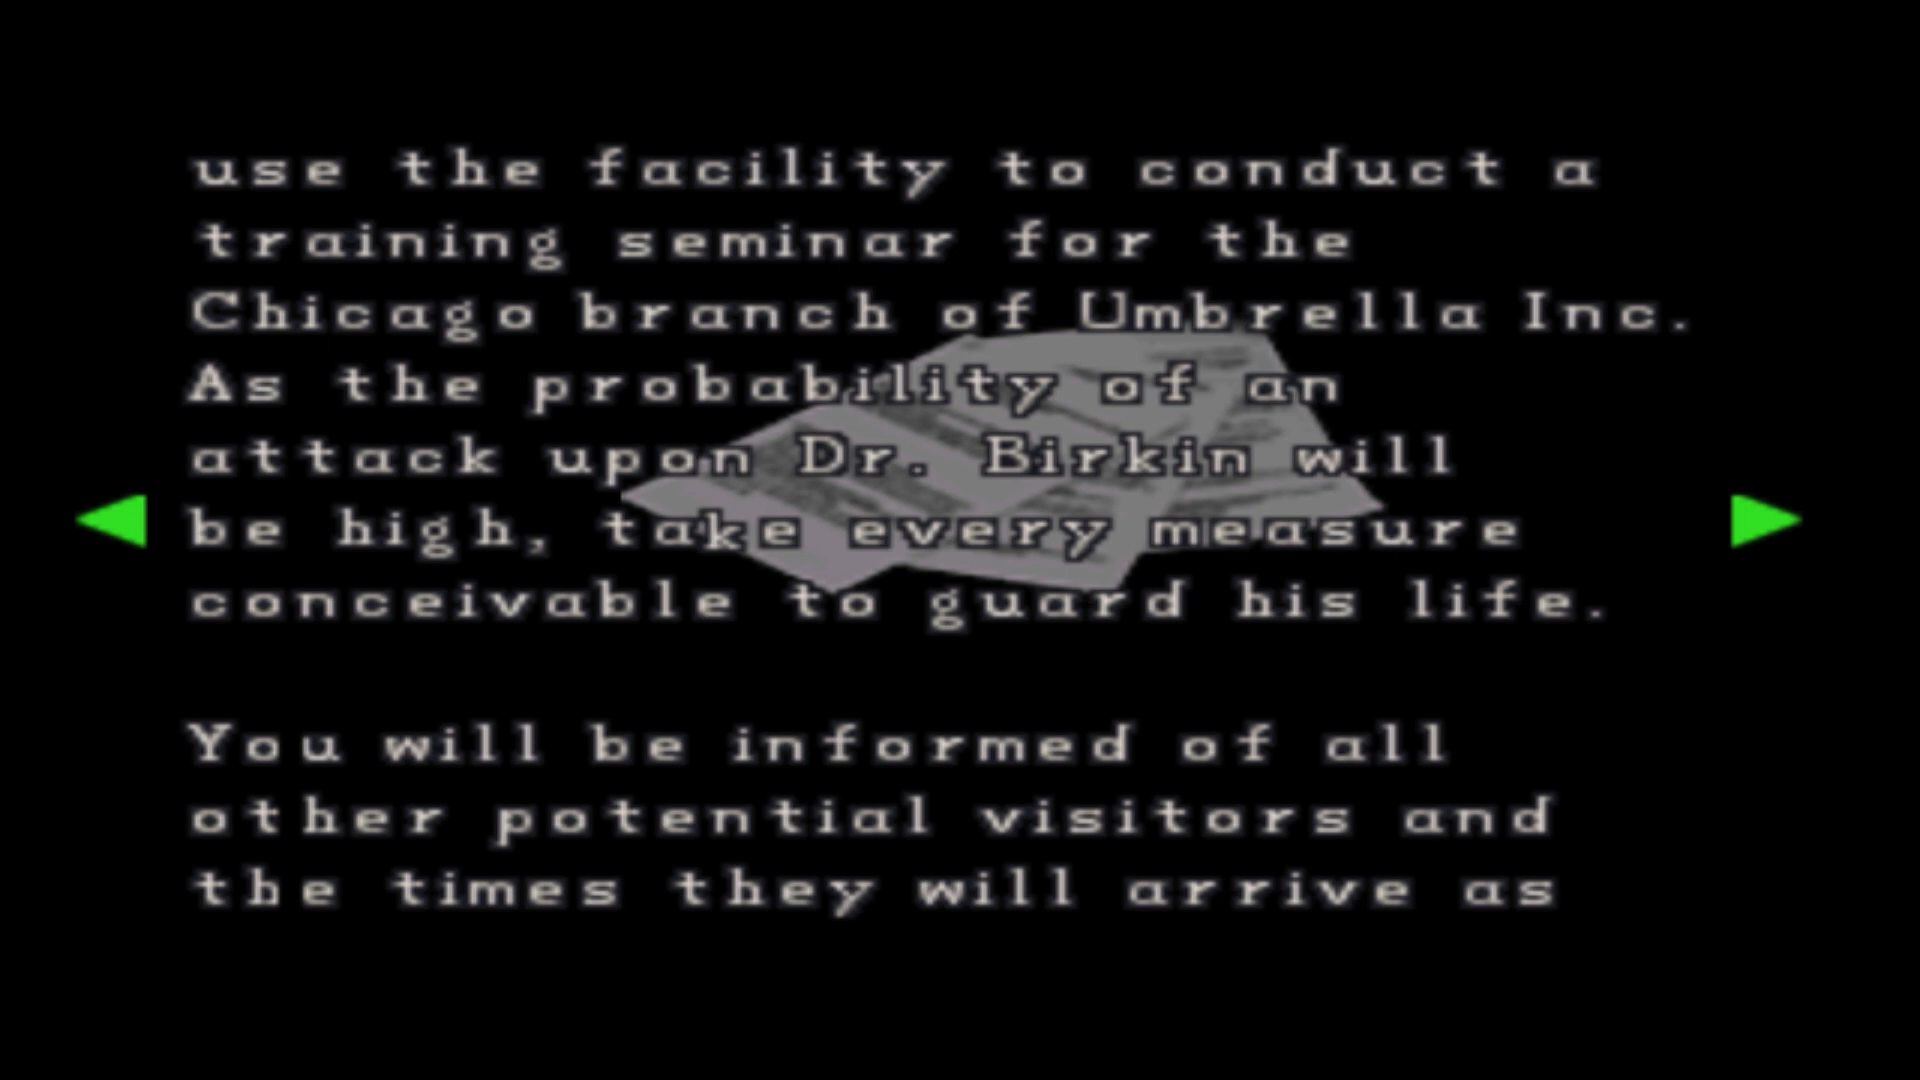 use the facility to conduct a
training seminar for the
Chicago branch of Umbrella Inc.
As the probability of an
attack upon Dr. Birkin will
be high, take every measure
conceivable to guard his life.
You will be informed of all
other potential visitors and
the times they will arrive as